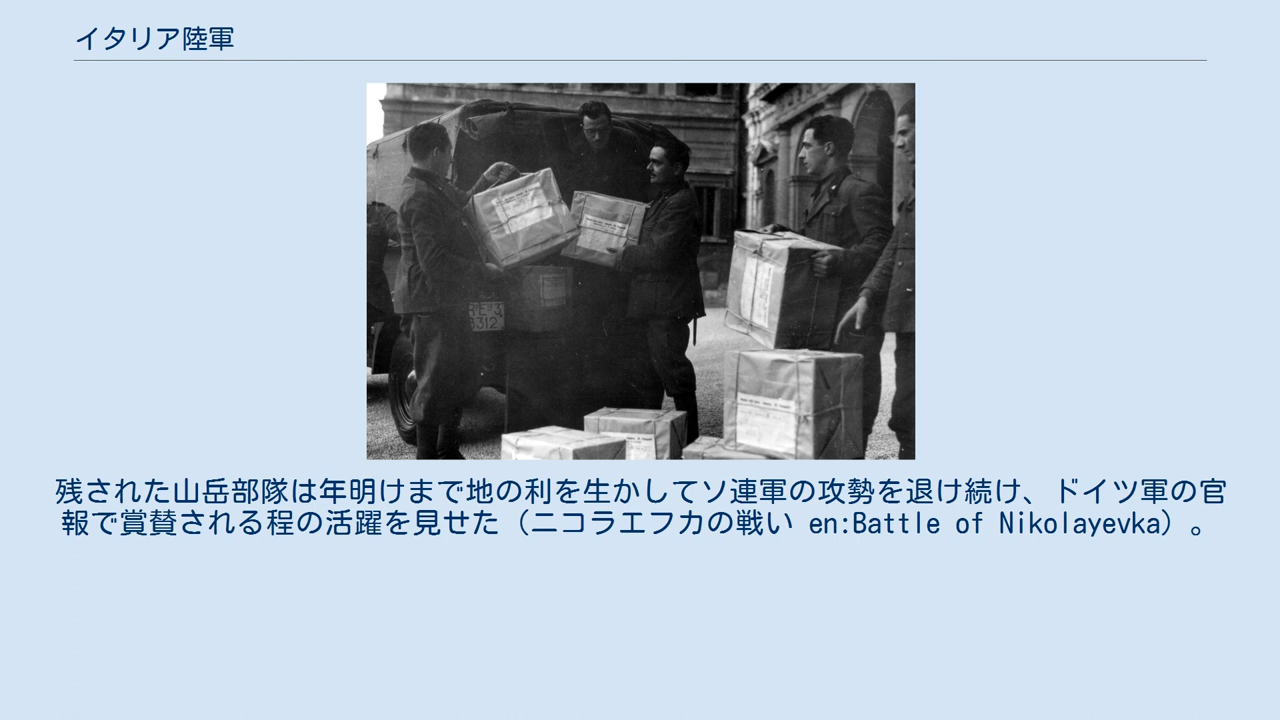 イタリア陸軍
RE 3
B312
残された山岳部隊は年明けまで地の利を生かしてソ連軍の攻勢を退け続け、ドイツ軍の官
報で賞賛される程の活躍を見せた（ニコラエフカの戦い en:Battle of Nikolayevka）。